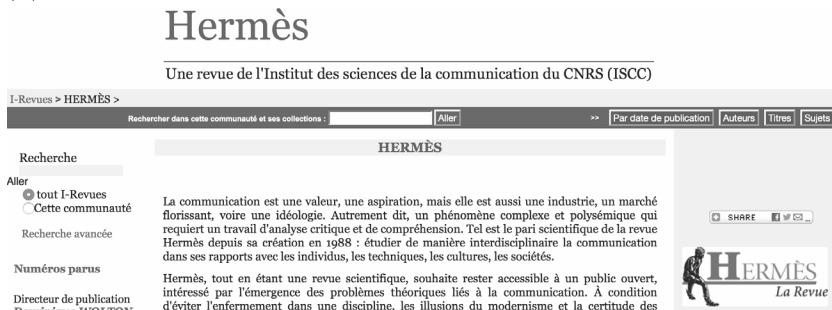 Hermès
Une revue de l'Institut des sciences de la communication du CNRS (ISCC)
I-Revues > HERMÈS >
Rechercher dans cette communauté et ses collections :
Aller
>>
Par date de publication
Auteurs
Titres
Sujets
Recherche
Aller
tout I-Revues
Cette communauté
Recherche avancée
Numéros parus
Directeur de publication
Dominique WOLTON
HERMÈS
La communication est une valeur, une aspiration, mais elle est aussi une industrie, un marché
florissant, voire une idéologie. Autrement dit, un phénomène complexe et polysémique qui
requiert un travail d'analyse critique et de compréhension. Tel est le pari scientifique de la revue
Hermès depuis sa création en 1988 : étudier de manière interdisciplinaire la communication
dans ses rapports avec les individus, les techniques, les cultures, les sociétés.
Hermès, tout en étant une revue scientifique, souhaite rester accessible à un public ouvert,
intéressé par l'émergence des problèmes théoriques liés à la communication. À condition
d'éviter l'enfermement dans une discipline, les illusions du modernisme et la certitude des
SHARE
HERMÈS
La Revue